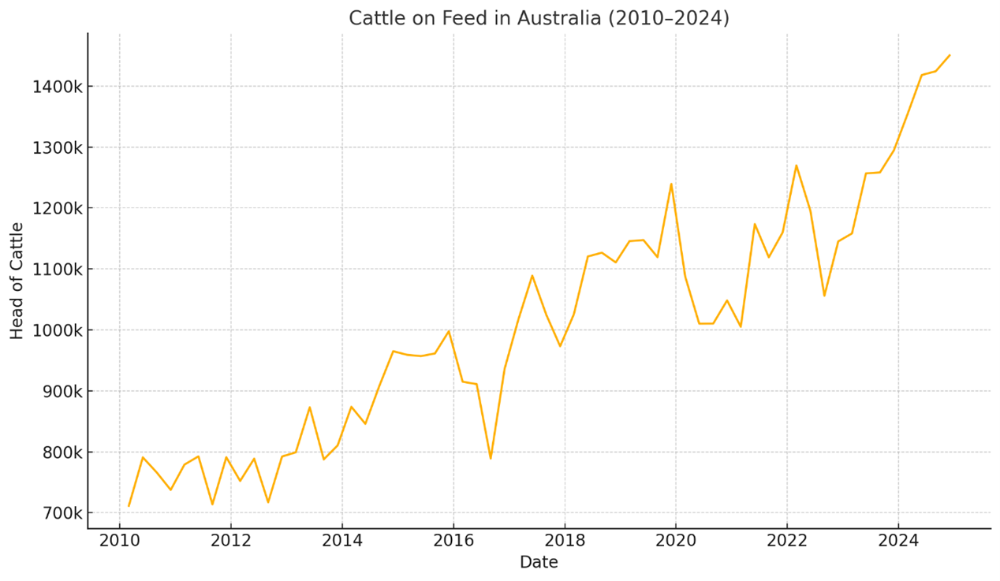 Cattle on Feed in Australia (2010–2024)
1400k
1300k
1200k
1100k
1000k
900k
800k
700k
Head of Cattle
2010 2012 2014 2016 2018 2020 2022 2024
Date